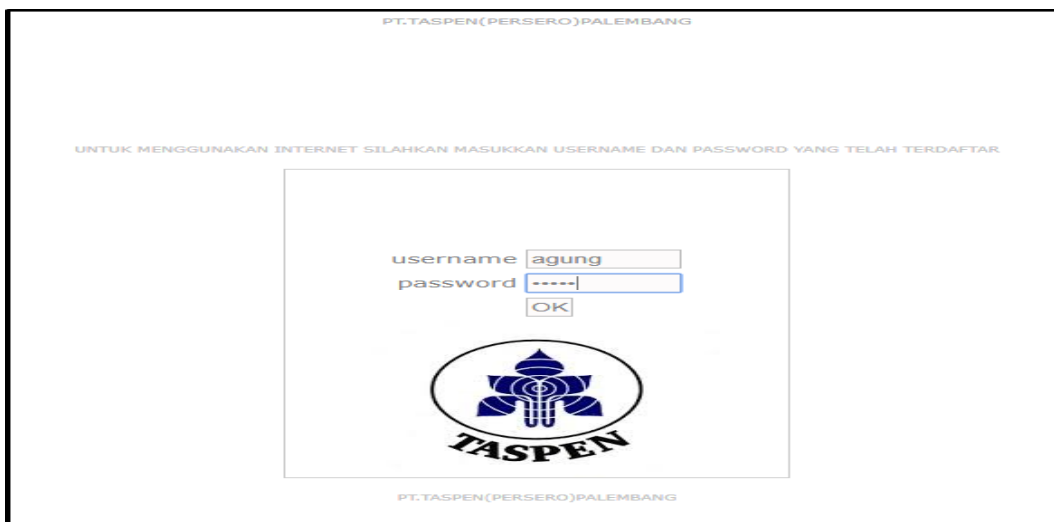 PT.TASPEN(PERSERO)PALEMBANG
UNTUK MENGGUNAKAN INTERNET SILAHKAN MASUKKAN USERNAME DAN PASSWORD YANG TELAH TERDAFTAR
username agung
password •••••
OK
TASPEN
PT.TASPEN(PERSERO)PALEMBANG